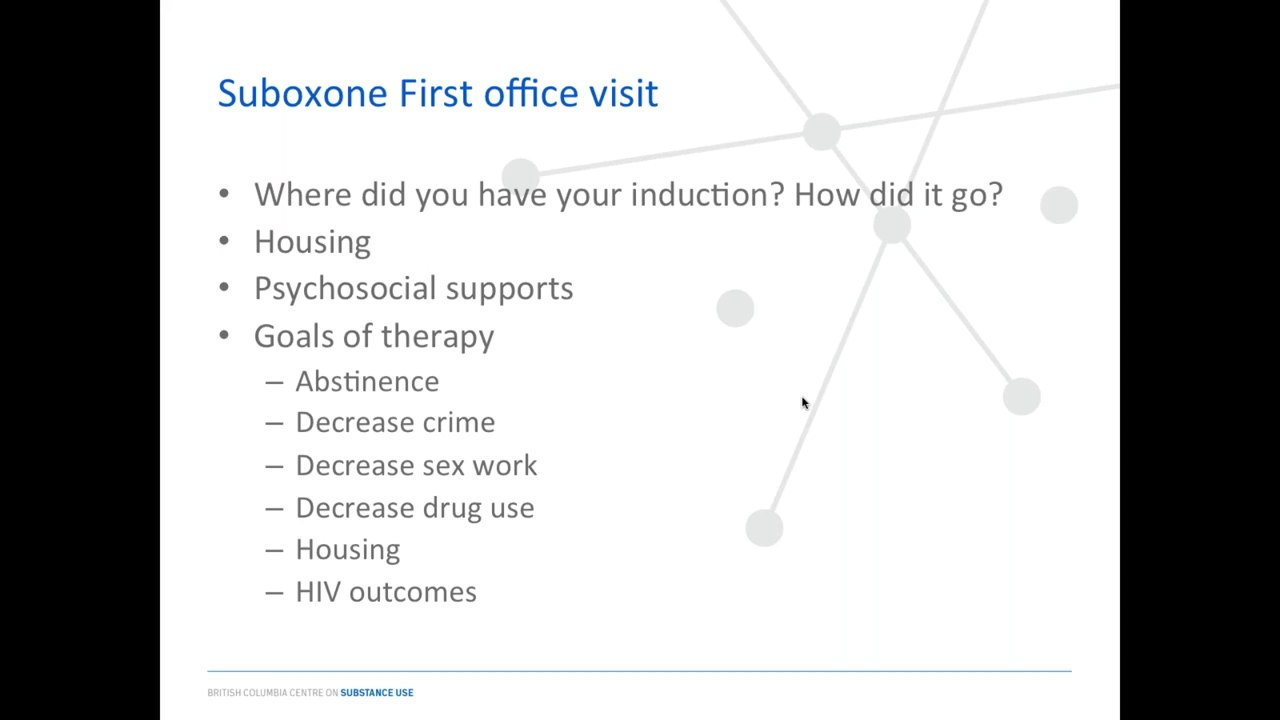 Suboxone First office visit
• Where did you have your induction? How did it go?
• Housing
• Psychosocial supports
• Goals of therapy
– Abstinence
– Decrease crime
– Decrease sex work
– Decrease drug use
– Housing
– HIV outcomes
BRITISH COLUMBIA CENTRE ON SUBSTANCE USE